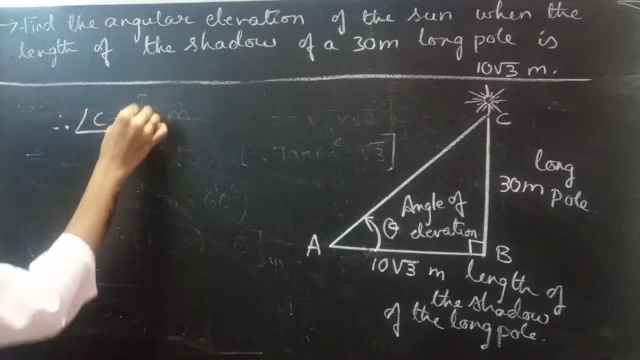 → Find the angular elevation of the sun when the
length of the shadow of a 30m long pole is
10√3 m.
∴ ∠C
C
long
30m pole.
Angle of
elevation
θ
A
B
10√3 m length of
the shadow
of the long pole.